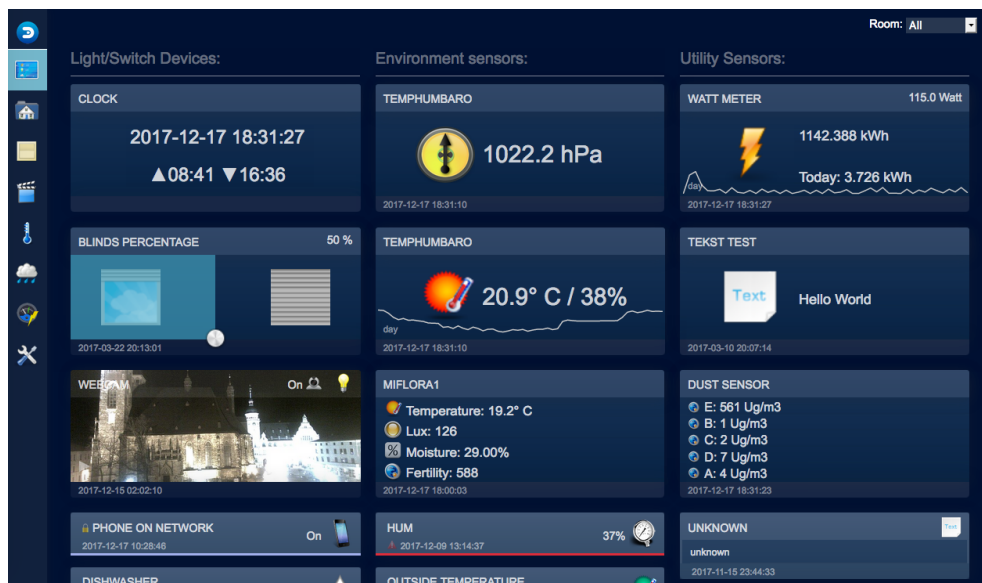 Room: All
Light/Switch Devices:
CLOCK
2017-12-17 18:31:27
▲08:41 ▼16:36
BLINDS PERCENTAGE 50 %
2017-03-22 20:13:01
WEBCAM On
2017-12-15 02:02:10
PHONE ON NETWORK On
2017-12-17 10:28:46
DISHWASHER
Environment sensors:
TEMPHUMBARO
1022.2 hPa
2017-12-17 18:31:10
TEMPHUMBARO
20.9° C / 38%
day
2017-12-17 18:31:10
MIFLORA1
Temperature: 19.2° C
Lux: 126
% Moisture: 29.00%
Fertility: 588
2017-12-17 18:00:03
HUM 37%
2017-12-09 13:14:37
OUTSIDE TEMPERATURE
Utility Sensors:
WATT METER 115.0 Watt
1142.388 kWh
Today: 3.726 kWh
day
2017-12-17 18:31:27
TEKST TEST
Text
Hello World
2017-03-10 20:07:14
DUST SENSOR
E: 561 Ug/m3
B: 1 Ug/m3
C: 2 Ug/m3
D: 7 Ug/m3
A: 4 Ug/m3
2017-12-17 18:31:23
UNKNOWN Text
unknown
2017-11-15 23:44:33